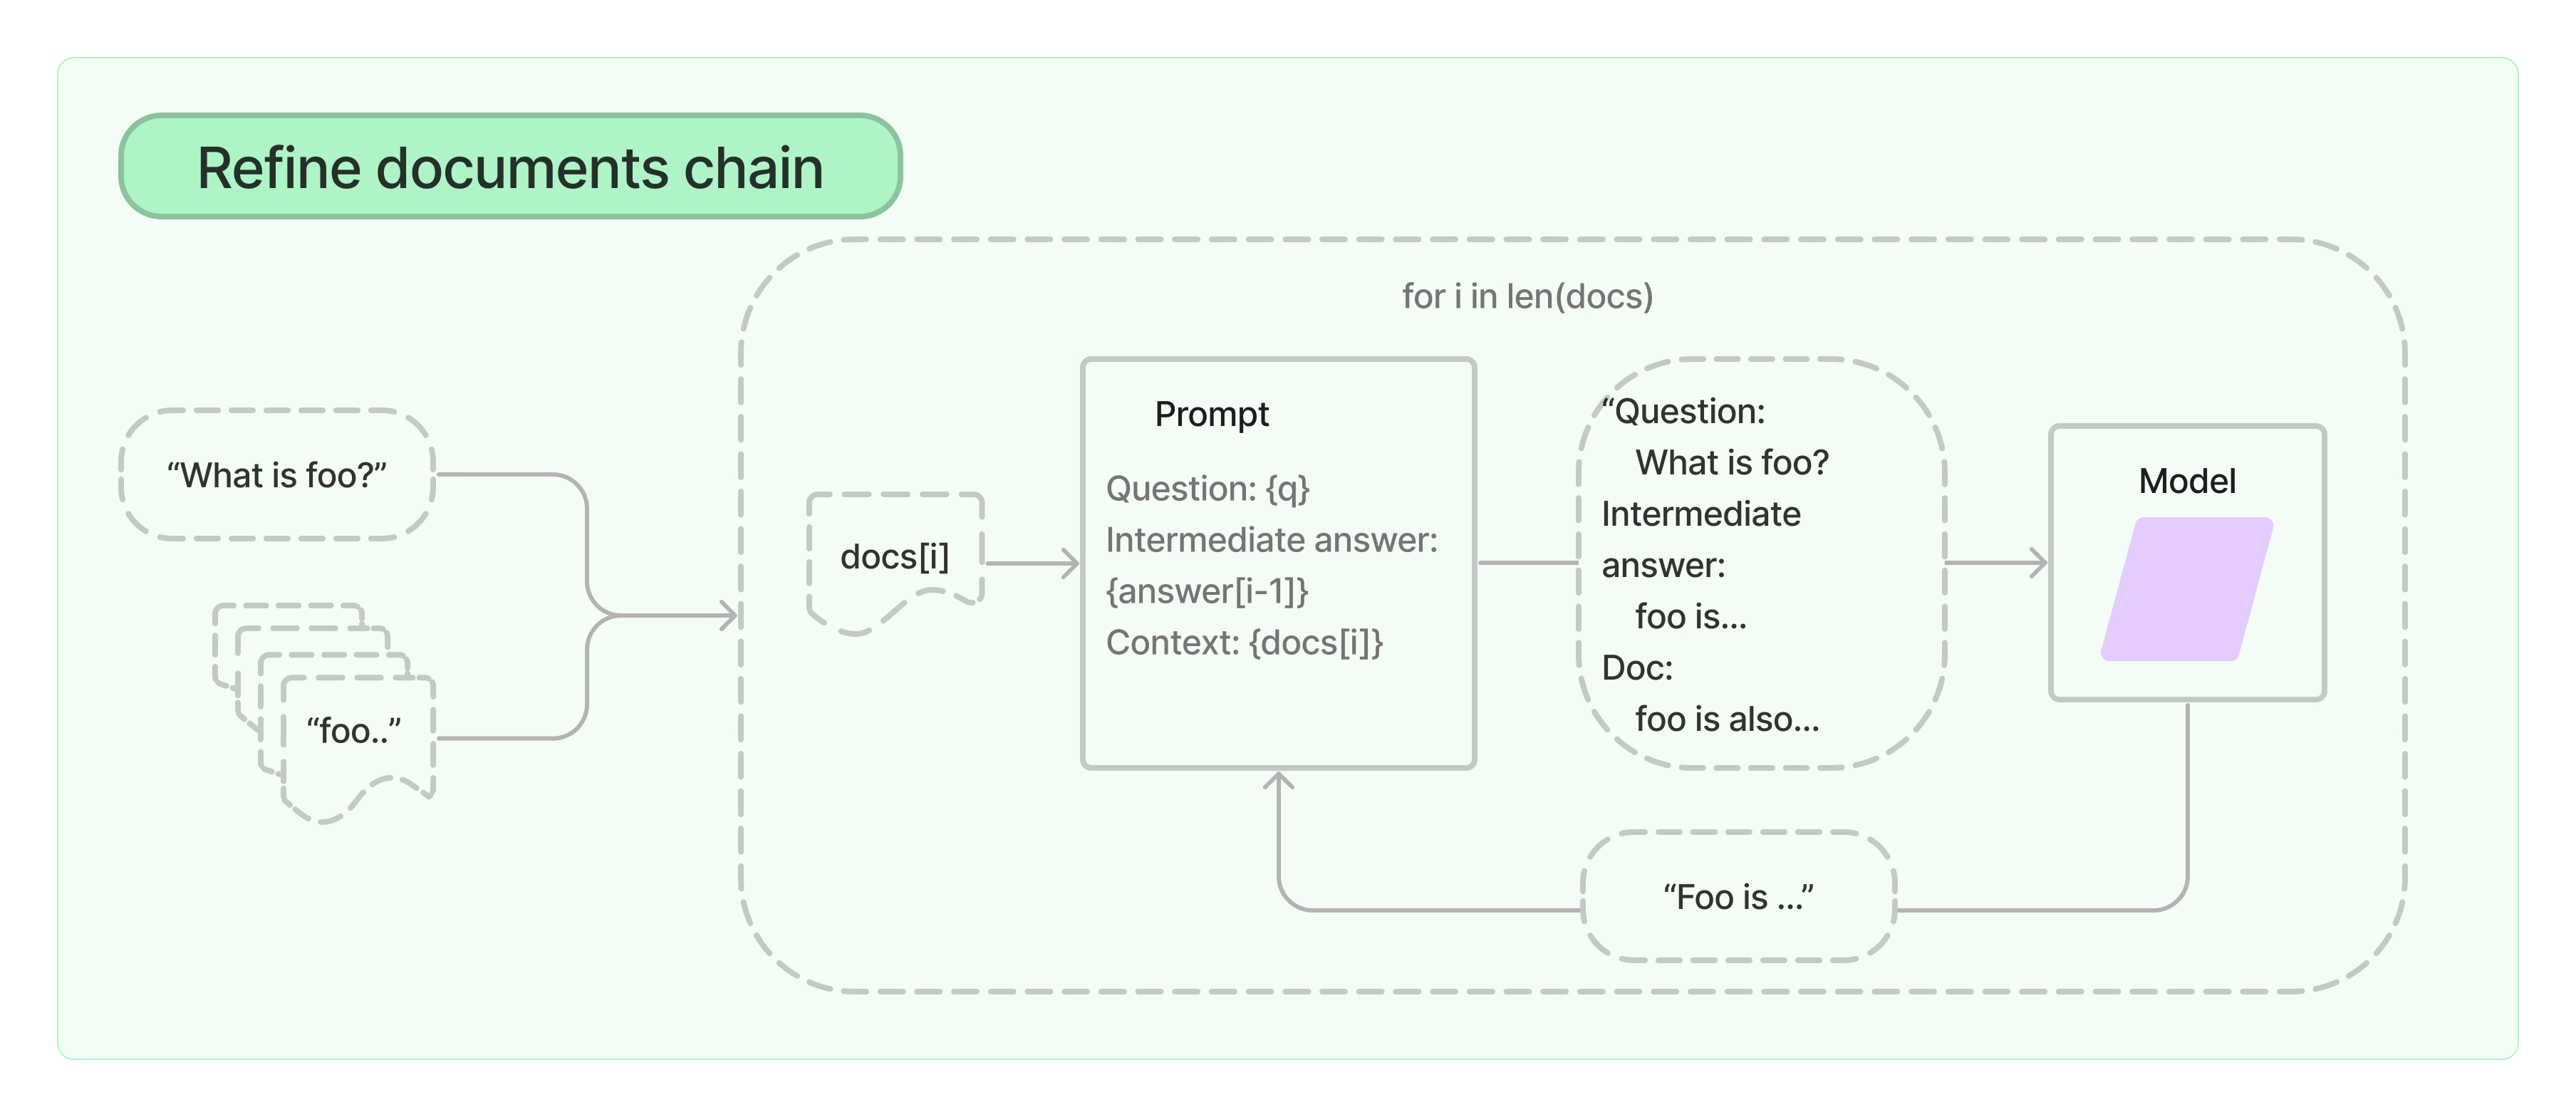 Refine documents chain
for i in len(docs)
“What is foo?”
“foo..”
docs[i]
Prompt
Question: {q}
Intermediate answer:
{answer[i-1]}
Context: {docs[i]}
“Question:
What is foo?
Intermediate
answer:
foo is...
Doc:
foo is also...
Model
“Foo is ...”